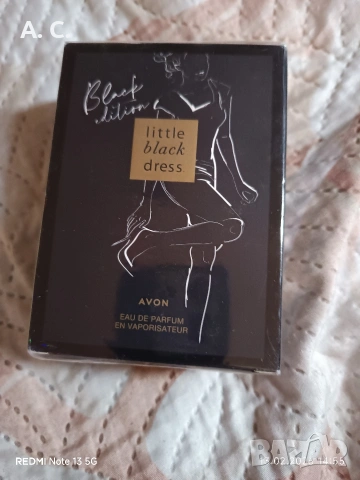 A. C.
Black
edition
little
black
dress
AVON
EAU DE PARFUM
EN VAPORISATEUR
REDMI Note 13 5G